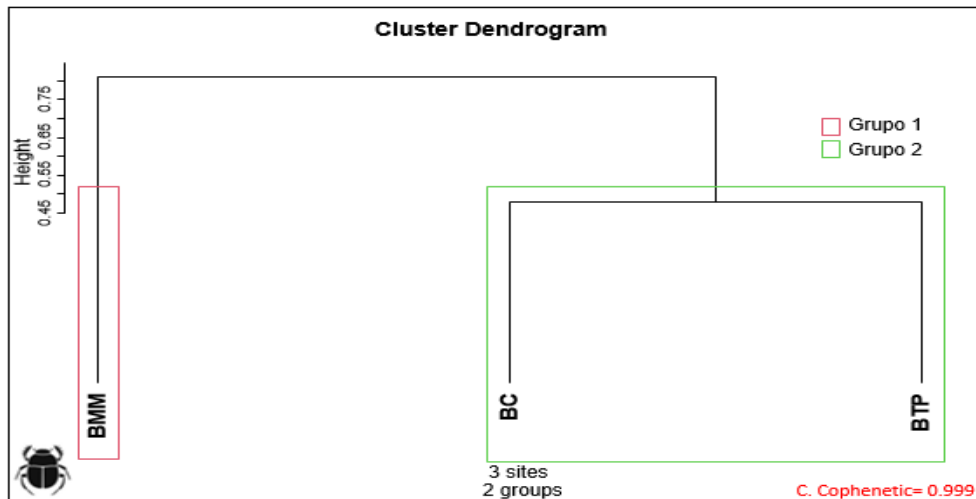 Cluster Dendrogram
Height
0.75
0.65
0.55
0.45
Grupo 1
Grupo 2
BMM
BC
BTP
3 sites
2 groups
C. Cophenetic= 0.999